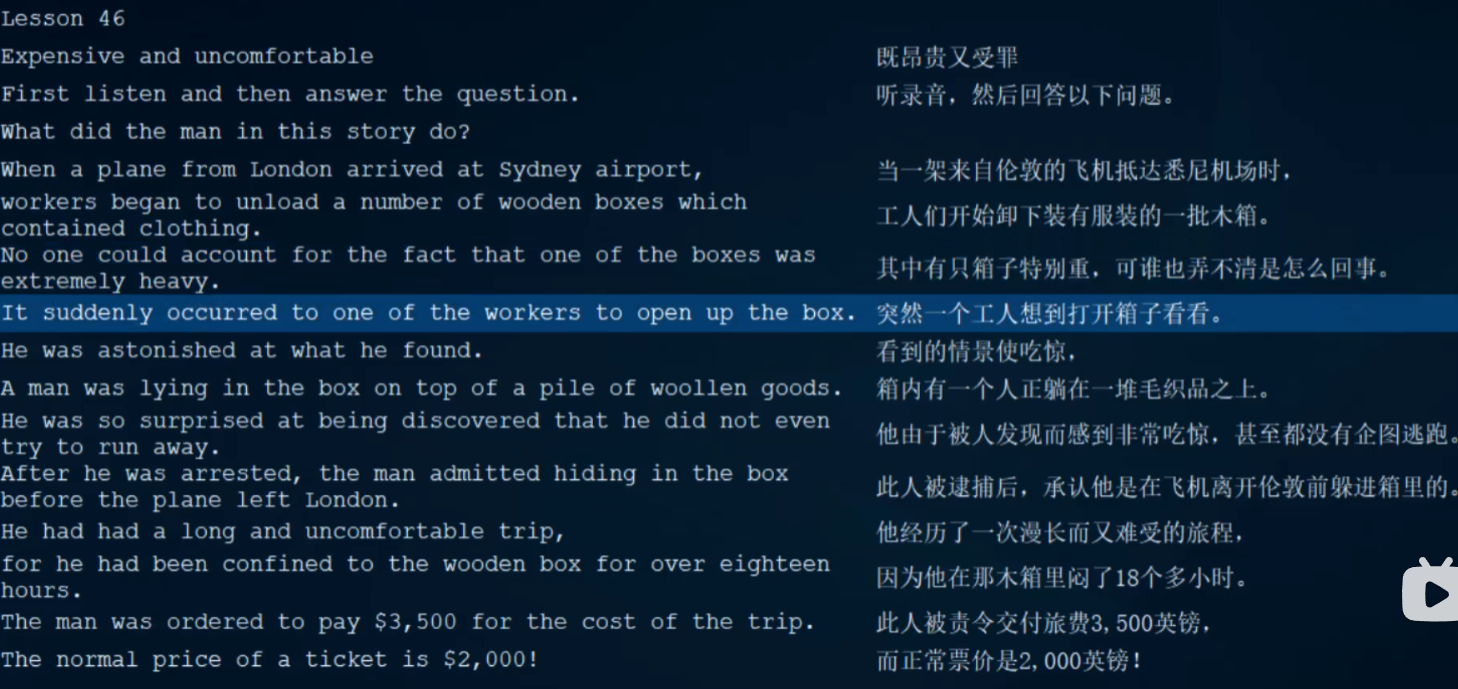 Lesson 46
Expensive and uncomfortable
既昂贵又受罪
First listen and then answer the question.
听录音，然后回答以下问题。
What did the man in this story do?
When a plane from London arrived at Sydney airport,
当一架来自伦敦的飞机抵达悉尼机场时，
workers began to unload a number of wooden boxes which
contained clothing.
工人们开始卸下装有服装的一批木箱。
No one could account for the fact that one of the boxes was
extremely heavy.
其中有只箱子特别重，可谁也弄不清是怎么回事。
It suddenly occurred to one of the workers to open up the box.
突然一个工人想到打开箱子看看。
He was astonished at what he found.
看到的情景使吃惊，
A man was lying in the box on top of a pile of woollen goods.
箱内有一个人正躺在一堆毛织品之上。
He was so surprised at being discovered that he did not even
try to run away.
他由于被人发现而感到非常吃惊，甚至都没有企图逃跑。
After he was arrested, the man admitted hiding in the box
before the plane left London.
此人被逮捕后，承认他是在飞机离开伦敦前躲进箱里的。
He had had a long and uncomfortable trip,
他经历了一次漫长而又难受的旅程，
for he had been confined to the wooden box for over eighteen
hours.
因为他在那木箱里闷了18个多小时。
The man was ordered to pay $3,500 for the cost of the trip.
此人被责令交付旅费3,500英镑，
The normal price of a ticket is $2,000!
而正常票价是2,000英镑！